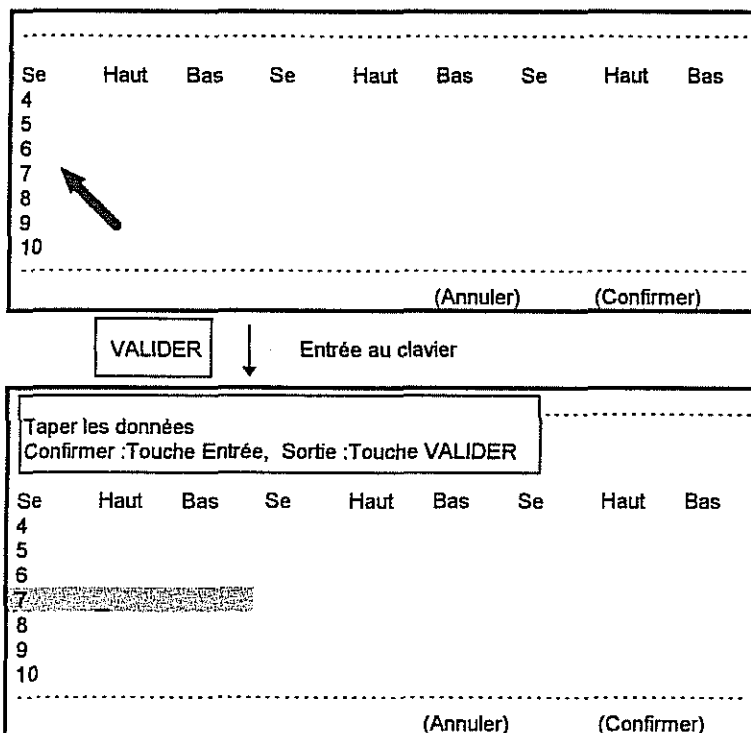 Se Haut Bas Se Haut Bas Se Haut Bas
4
5
6
7
8
9
10
(Annuler) (Confirmer)
VALIDER Entrée au clavier
Taper les données
Confirmer :Touche Entrée, Sortie :Touche VALIDER
Se Haut Bas Se Haut Bas Se Haut Bas
4
5
6
7
8
9
10
(Annuler) (Confirmer)